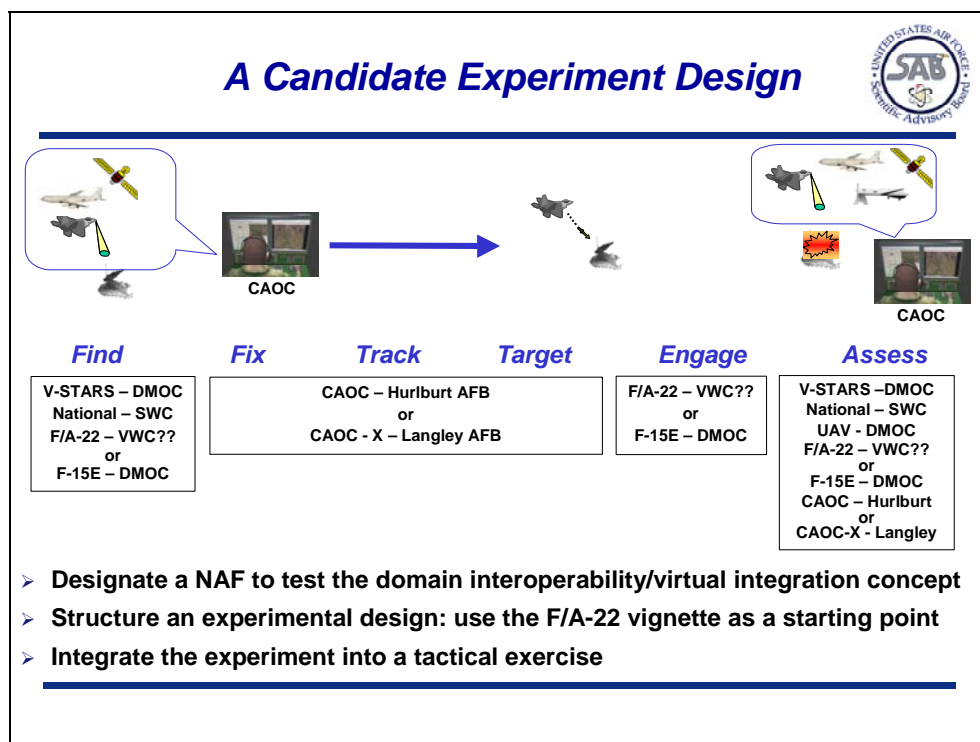 A Candidate Experiment Design
• UNITED STATES AIR FORCE •
SAB
Scientific Advisory Board
CAOC
CAOC
Find
Fix
Track
Target
Engage
Assess
V-STARS – DMOC
National – SWC
F/A-22 – VWC??
or
F-15E – DMOC
CAOC – Hurlburt AFB
or
CAOC - X – Langley AFB
F/A-22 – VWC??
or
F-15E – DMOC
V-STARS –DMOC
National – SWC
UAV - DMOC
F/A-22 – VWC??
or
F-15E – DMOC
CAOC – Hurlburt
or
CAOC-X - Langley
➢ Designate a NAF to test the domain interoperability/virtual integration concept
➢ Structure an experimental design: use the F/A-22 vignette as a starting point
➢ Integrate the experiment into a tactical exercise